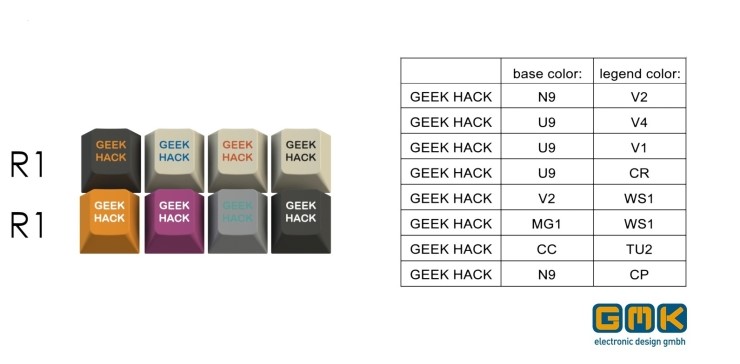 R1
GEEK HACK GEEK HACK GEEK HACK GEEK HACK
R1
GEEK HACK GEEK HACK GEEK HACK GEEK HACK
base color: legend color:
GEEK HACK N9 V2
GEEK HACK U9 V4
GEEK HACK U9 V1
GEEK HACK U9 CR
GEEK HACK V2 WS1
GEEK HACK MG1 WS1
GEEK HACK CC TU2
GEEK HACK N9 CP
GMK
electronic design gmbh